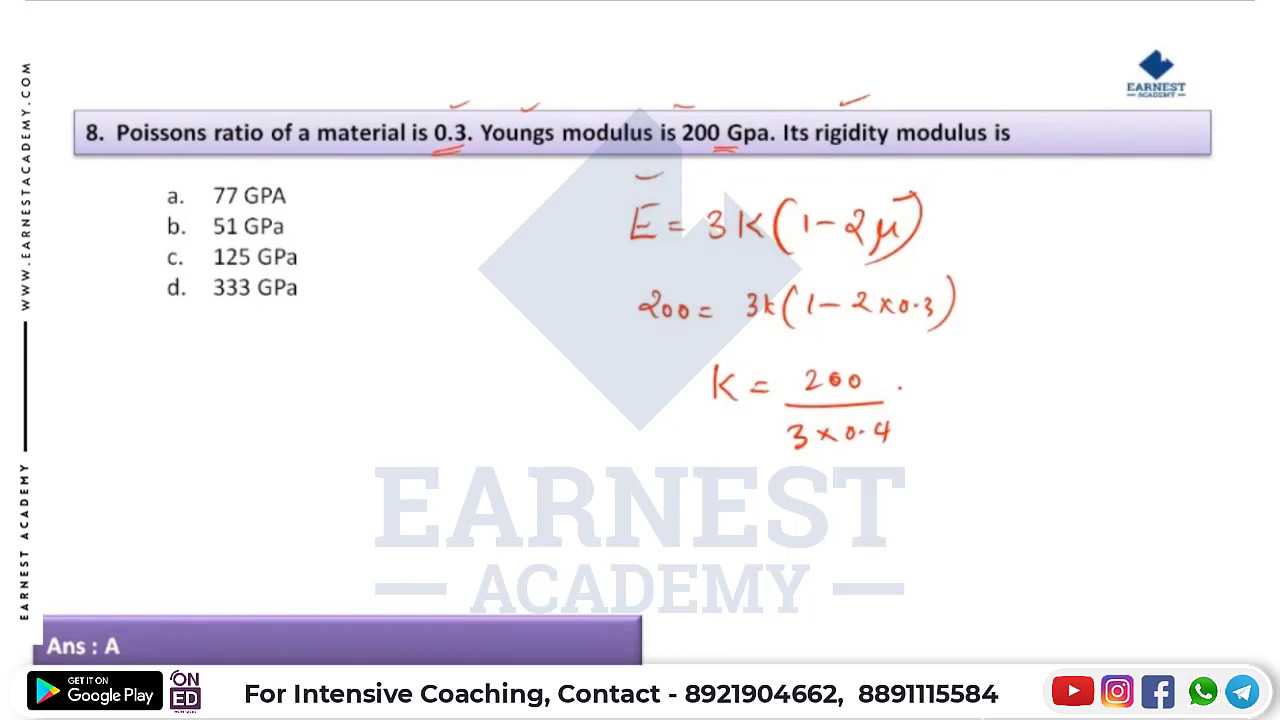 WWW.EARNESTACADEMY.COM
EARNEST ACADEMY
EARNEST
ACADEMY
8. Poissons ratio of a material is 0.3. Youngs modulus is 200 Gpa. Its rigidity modulus is
a. 77 GPA
b. 51 GPa
c. 125 GPa
d. 333 GPa
E = 3K(1-2μ)
200 = 3K(1-2×0.3)
K = 200 / 3×0.4
EARNEST
ACADEMY
Ans : A
GET IT ON
Google Play
ON
ED
For Intensive Coaching, Contact - 8921904662, 8891115584